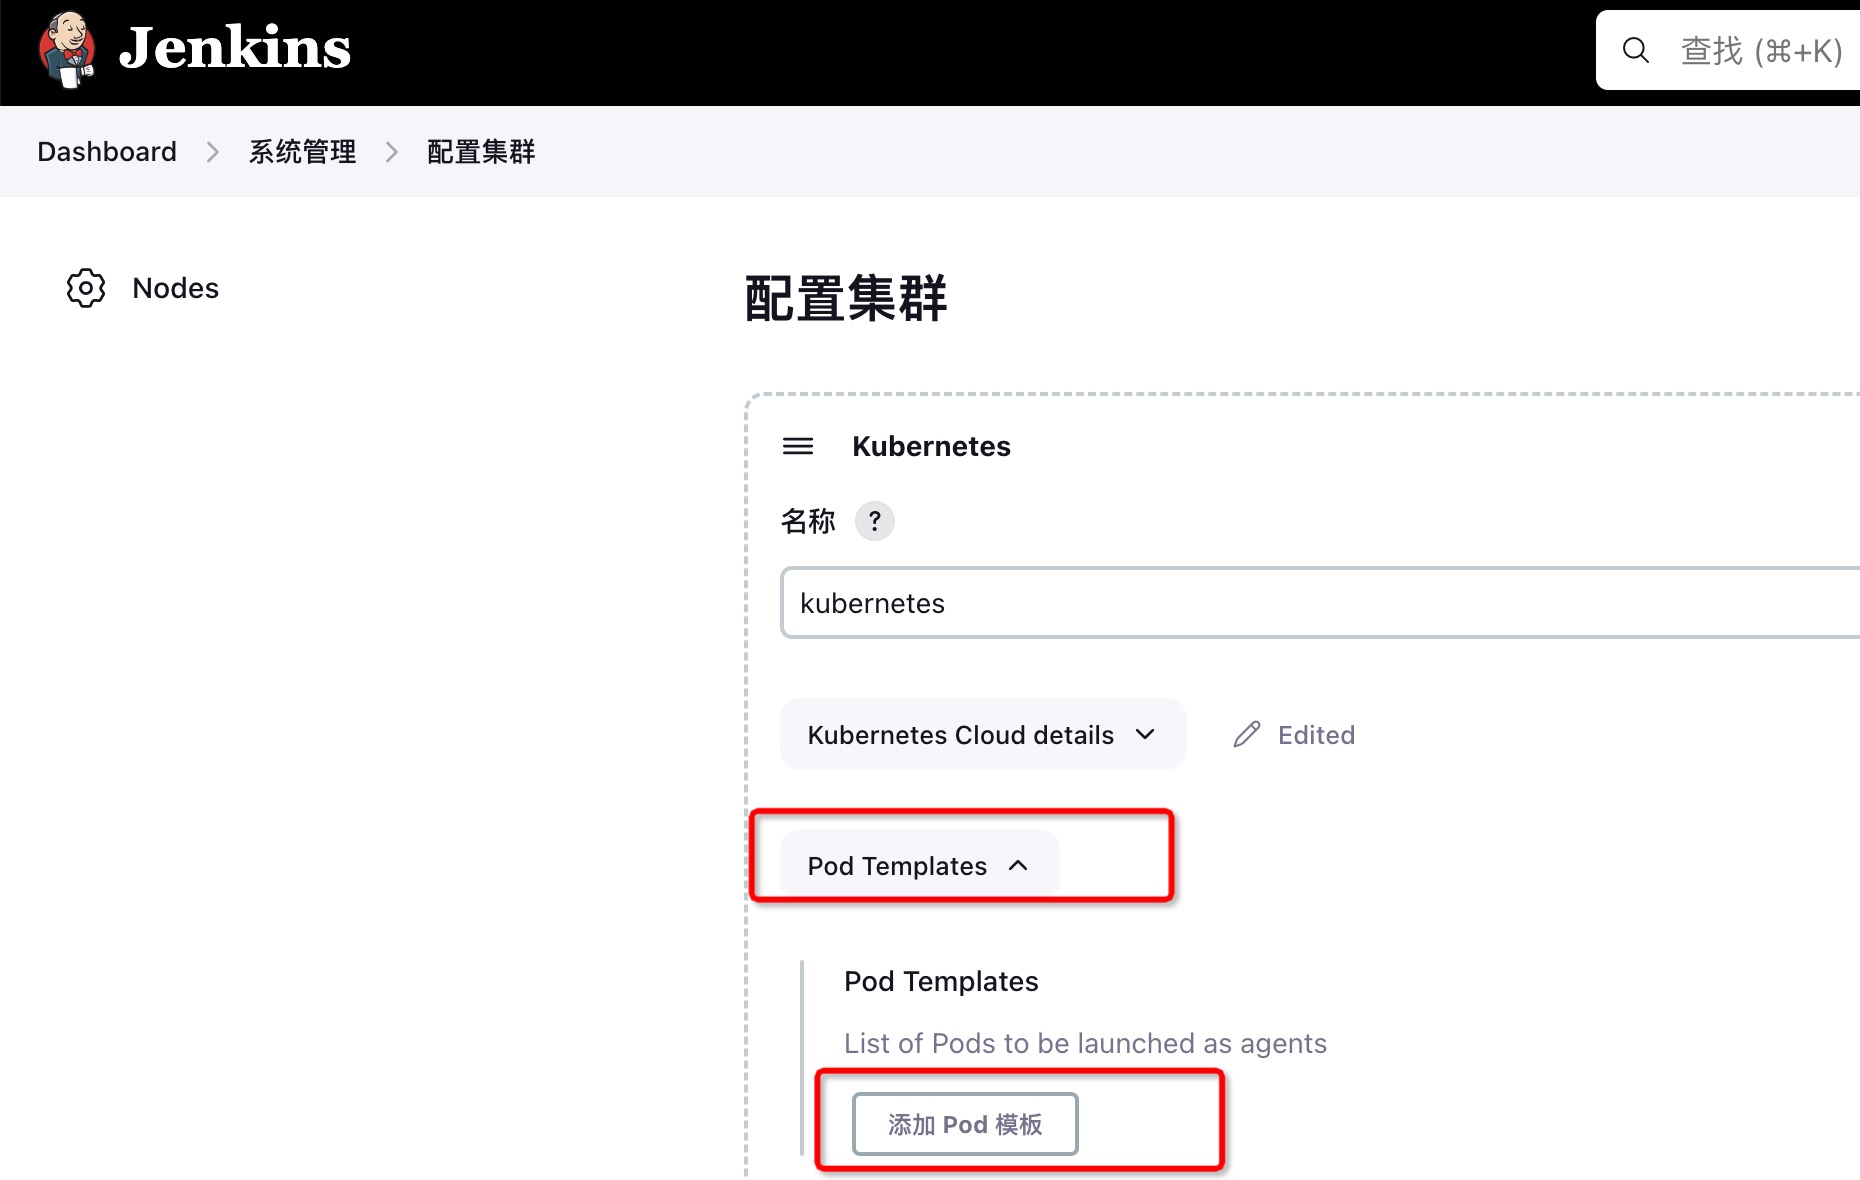 Jenkins
查找 (⌘+K)
Dashboard
系统管理
配置集群
Nodes
配置集群
Kubernetes
名称 ?
kubernetes
Kubernetes Cloud details
Edited
Pod Templates
Pod Templates
List of Pods to be launched as agents
添加 Pod 模板